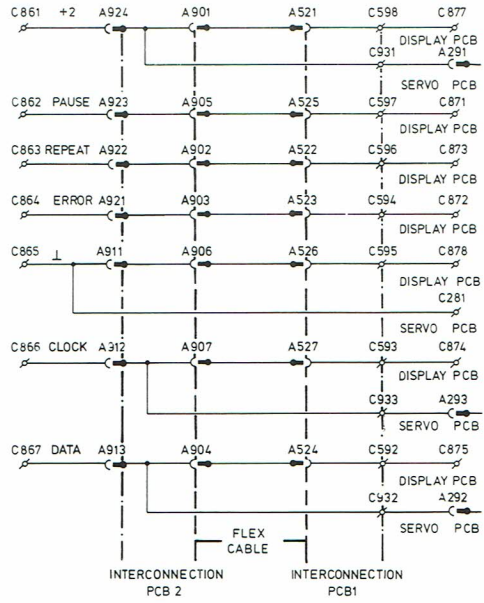 C861 +2 A924 A901 A521 C598 C877
DISPLAY PCB
C931 A291
SERVO PCB
C862 PAUSE A923 A905 A525 C597 C871
DISPLAY PCB
C863 REPEAT A922 A902 A522 C596 C873
DISPLAY PCB
C864 ERROR A921 A903 A523 C594 C872
DISPLAY PCB
C865 ⊥ A911 A906 A526 C595 C878
DISPLAY PCB
C281
SERVO PCB
C866 CLOCK A912 A907 A527 C593 C874
DISPLAY PCB
C933 A293
SERVO PCB
C867 DATA A913 A904 A524 C592 C875
DISPLAY PCB
C932 A292
SERVO PCB
FLEX
CABLE
INTERCONNECTION INTERCONNECTION
PCB 2 PCB1